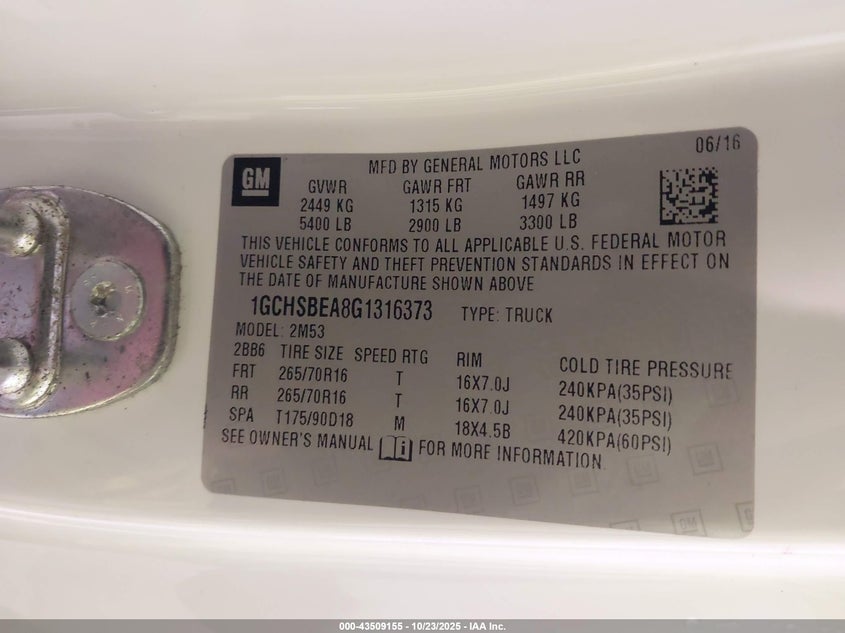 GM
MFD BY GENERAL MOTORS LLC
06/16
GVWR GAWR FRT GAWR RR
2449 KG 1315 KG 1497 KG
5400 LB 2900 LB 3300 LB
THIS VEHICLE CONFORMS TO ALL APPLICABLE U.S. FEDERAL MOTOR
VEHICLE SAFETY AND THEFT PREVENTION STANDARDS IN EFFECT ON
THE DATE OF MANUFACTURE SHOWN ABOVE
1GCHSBEA8G1316373 TYPE: TRUCK
MODEL: 2M53
2BB6 TIRE SIZE SPEED RTG RIM COLD TIRE PRESSURE
FRT 265/70R16 T 16X7.0J 240KPA(35PSI)
RR 265/70R16 T 16X7.0J 240KPA(35PSI)
SPA T175/90D18 M 18X4.5B 420KPA(60PSI)
SEE OWNER'S MANUAL FOR MORE INFORMATION
000-43509155 - 10/23/2025 - IAA Inc.